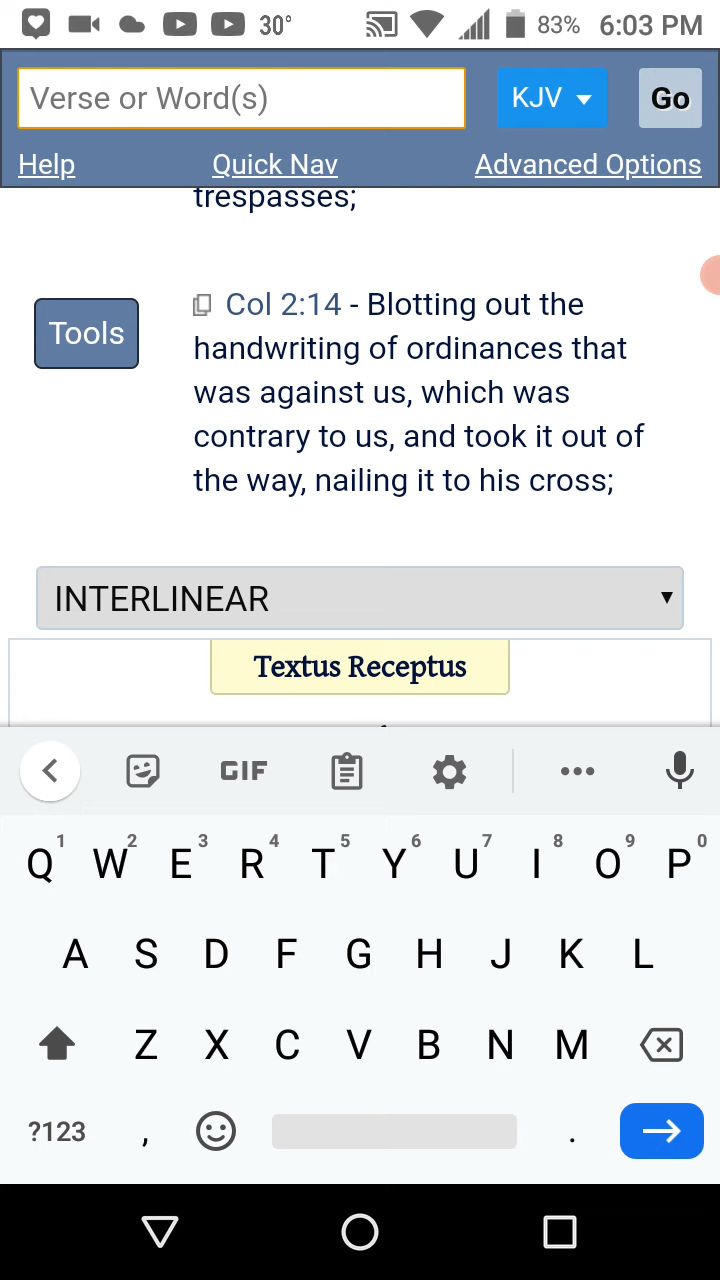 30° 83% 6:03 PM
Verse or Word(s) KJV Go
Help Quick Nav Advanced Options
trespasses;
Tools
Col 2:14 - Blotting out the
handwriting of ordinances that
was against us, which was
contrary to us, and took it out of
the way, nailing it to his cross;
INTERLINEAR
Textus Receptus
GIF
1 2 3 4 5 6 7 8 9 0
Q W E R T Y U I O P
A S D F G H J K L
Z X C V B N M
?123 , .